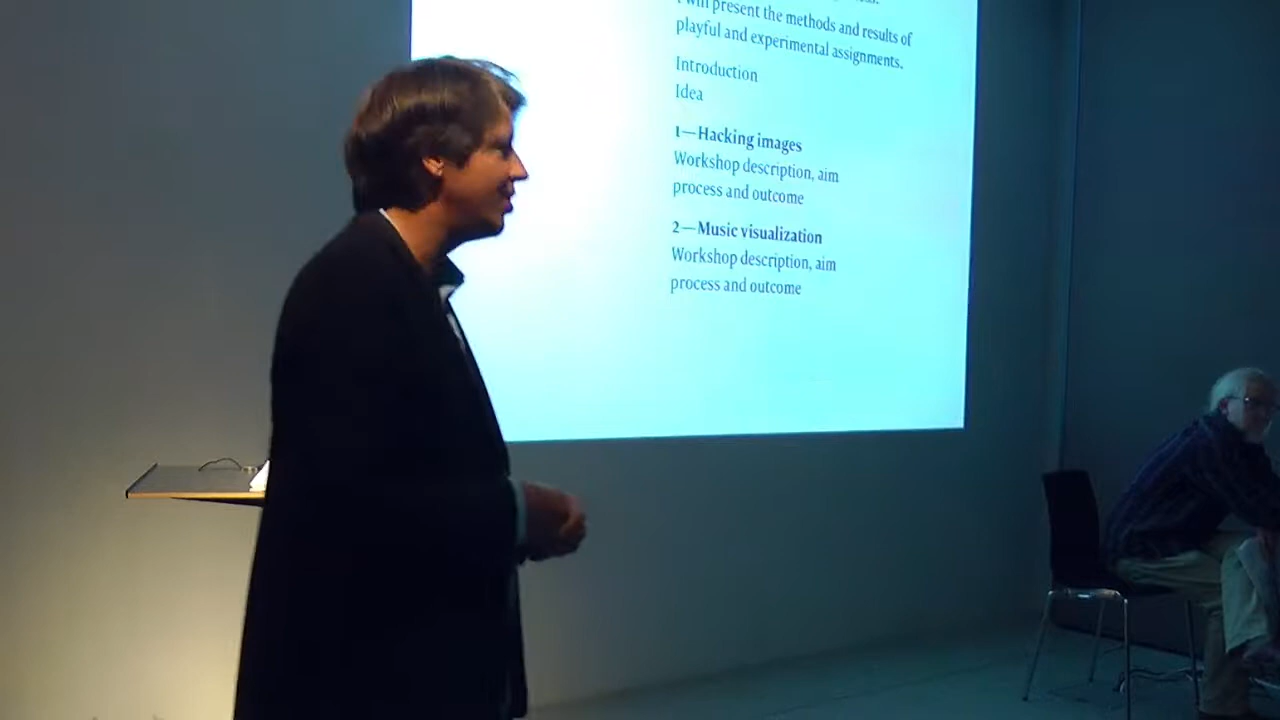 I will present the methods and results of
playful and experimental assignments.
Introduction
Idea
1—Hacking images
Workshop description, aim
process and outcome
2—Music visualization
Workshop description, aim
process and outcome